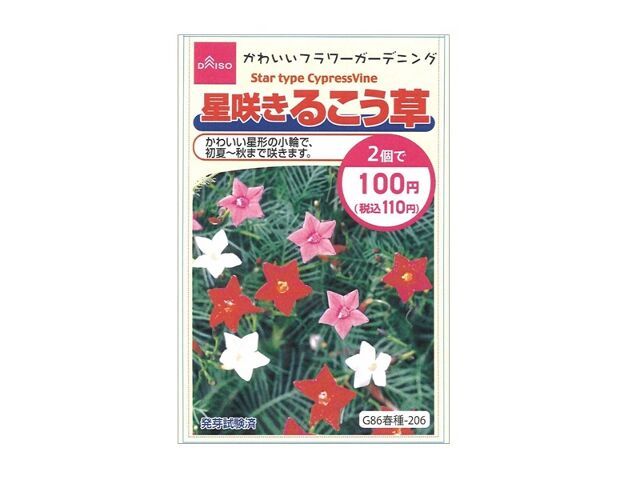 DAISO
かわいいフラワーガーデニング
Star type CypressVine
星咲きるこう草
かわいい星形の小輪で、
初夏～秋まで咲きます。
2個で
100円
(税込110円)
発芽試験済
G86春種-206